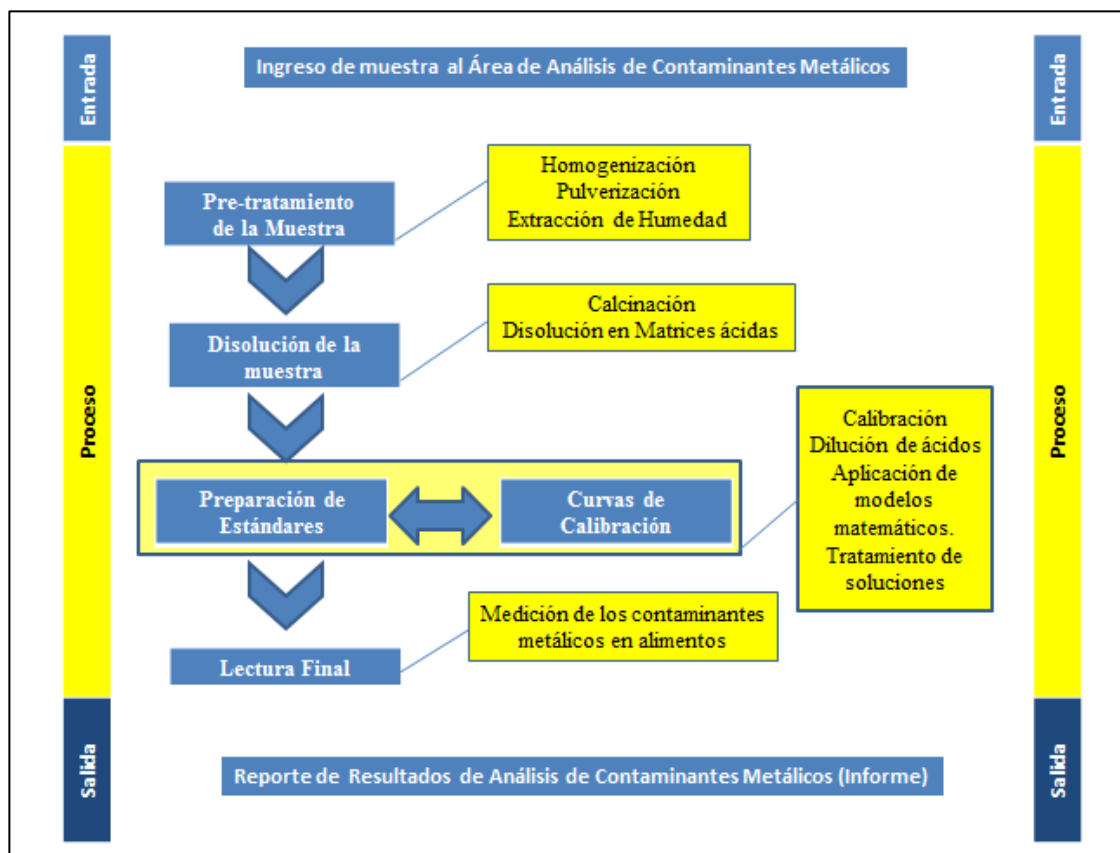 Entrada
Ingreso de muestra al Área de Análisis de Contaminantes Metálicos
Entrada
Proceso
Pre-tratamiento
de la Muestra
Homogenización
Pulverización
Extracción de Humedad
Disolución de la
muestra
Calcinación
Disolución en Matrices ácidas
Preparación de
Estándares
Curvas de
Calibración
Calibración
Dilución de ácidos
Aplicación de
modelos
matemáticos.
Tratamiento de
soluciones
Lectura Final
Medición de los contaminantes
metálicos en alimentos
Proceso
Salida
Reporte de Resultados de Análisis de Contaminantes Metálicos (Informe)
Salida